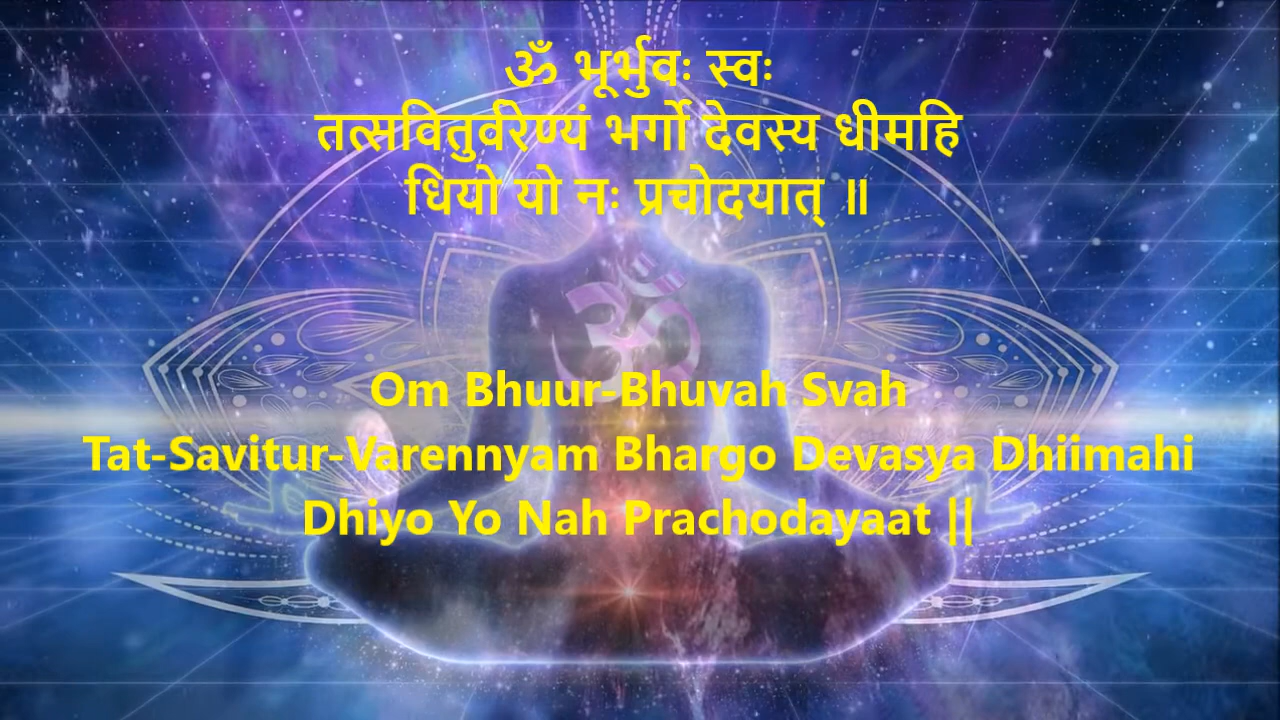 ॐ भूर्भुवः स्वः
तत्सवितुर्वरेण्यं भर्गो देवस्य धीमहि
धियो यो नः प्रचोदयात् ॥
ॐ
Om Bhuur-Bhuvah Svah
Tat-Savitur-Varennyam Bhargo Devasya Dhiimahi
Dhiyo Yo Nah Prachodayaat ||